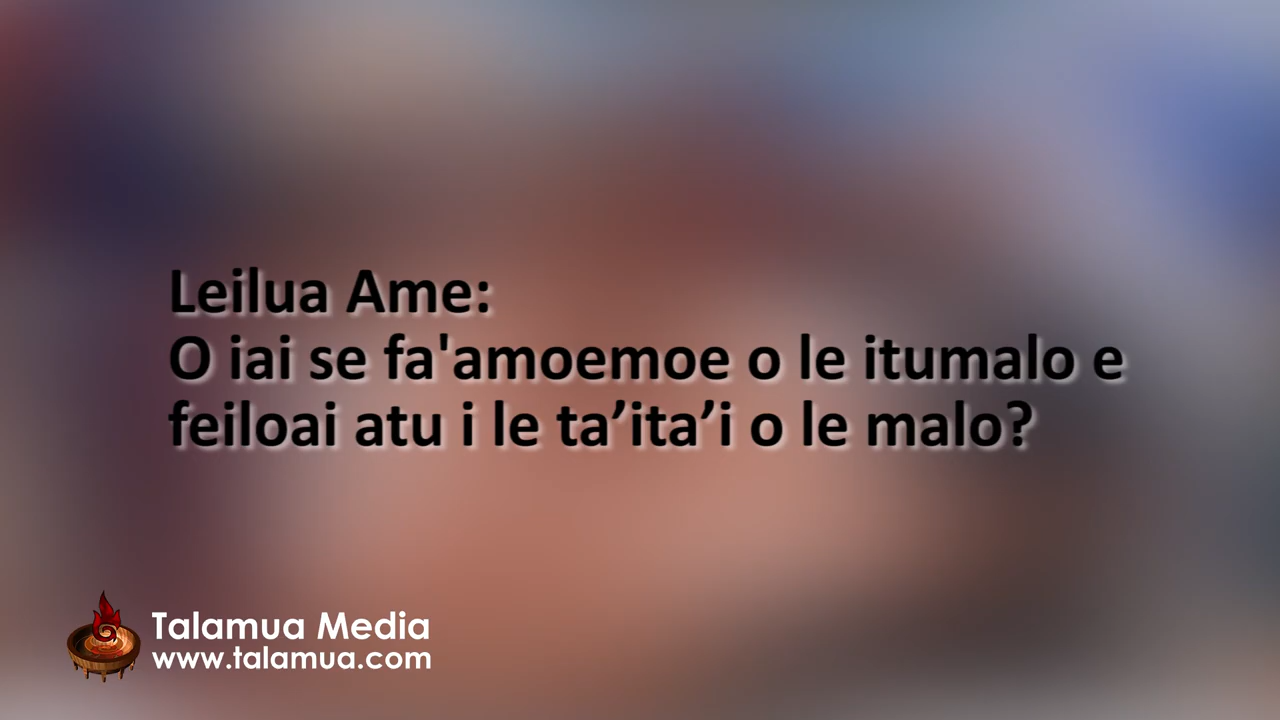 Leilua Ame:
O iai se fa'amoemoe o le itumalo e
feiloai atu i le ta’ita’i o le malo?
Talamua Media
www.talamua.com